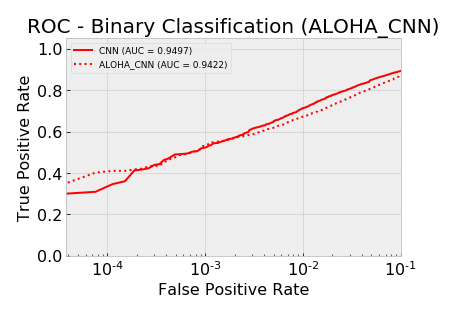 ROC - Binary Classification (ALOHA_CNN)
CNN (AUC = 0.9497)
ALOHA_CNN (AUC = 0.9422)
True Positive Rate
1.0
0.8
0.6
0.4
0.2
0.0
10⁻⁴ 10⁻³ 10⁻² 10⁻¹
False Positive Rate